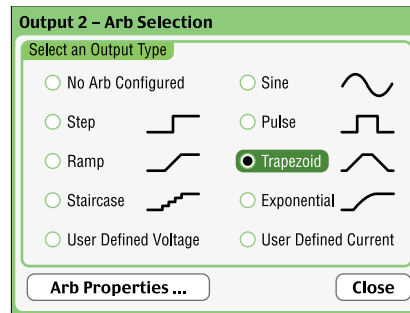 Output 2 – Arb Selection
Select an Output Type
No Arb Configured
Sine
Step
Pulse
Ramp
Trapezoid
Staircase
Exponential
User Defined Voltage
User Defined Current
Arb Properties ...
Close